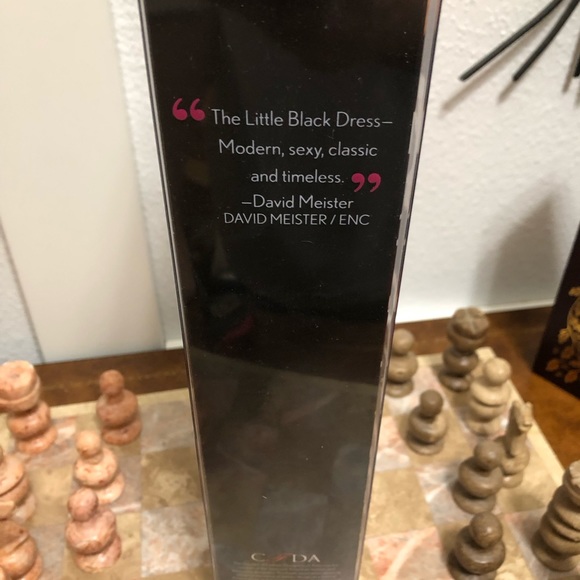 “ The Little Black Dress–
Modern, sexy, classic
and timeless. ”
–David Meister
DAVID MEISTER / ENC